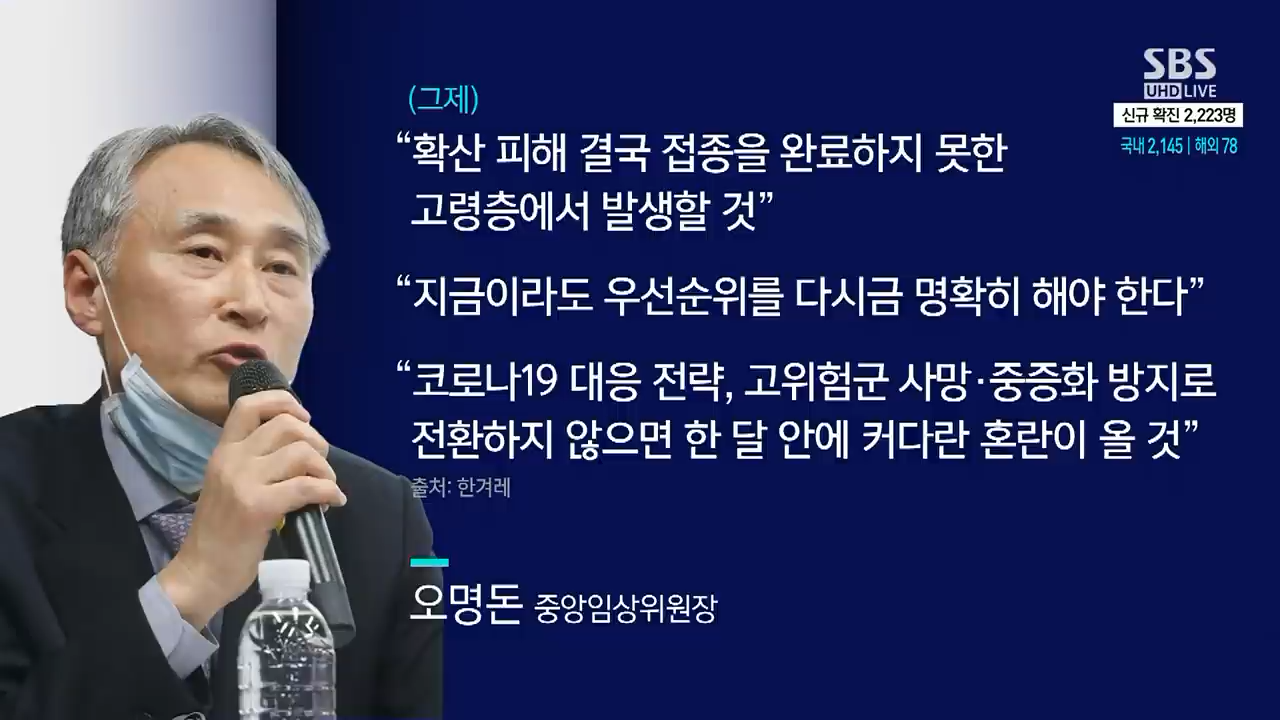 SBS
UHD LIVE
신규 확진 2,223명
국내 2,145 | 해외 78
(그제)
“확산 피해 결국 접종을 완료하지 못한
고령층에서 발생할 것”
“지금이라도 우선순위를 다시금 명확히 해야 한다”
“코로나19 대응 전략, 고위험군 사망·중증화 방지로
전환하지 않으면 한 달 안에 커다란 혼란이 올 것”
출처: 한겨레
오명돈 중앙임상위원장